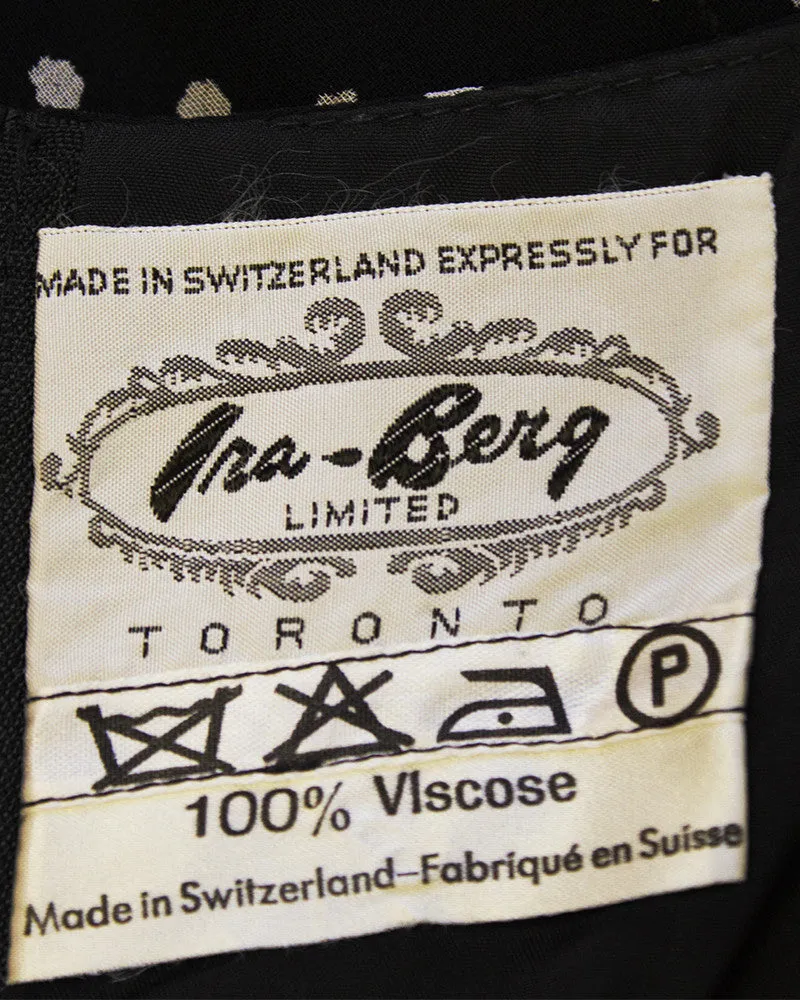 MADE IN SWITZERLAND EXPRESSLY FOR
Ira-Berg
LIMITED
TORONTO
P
100% VIscose
Made in Switzerland–Fabriqué en Suisse